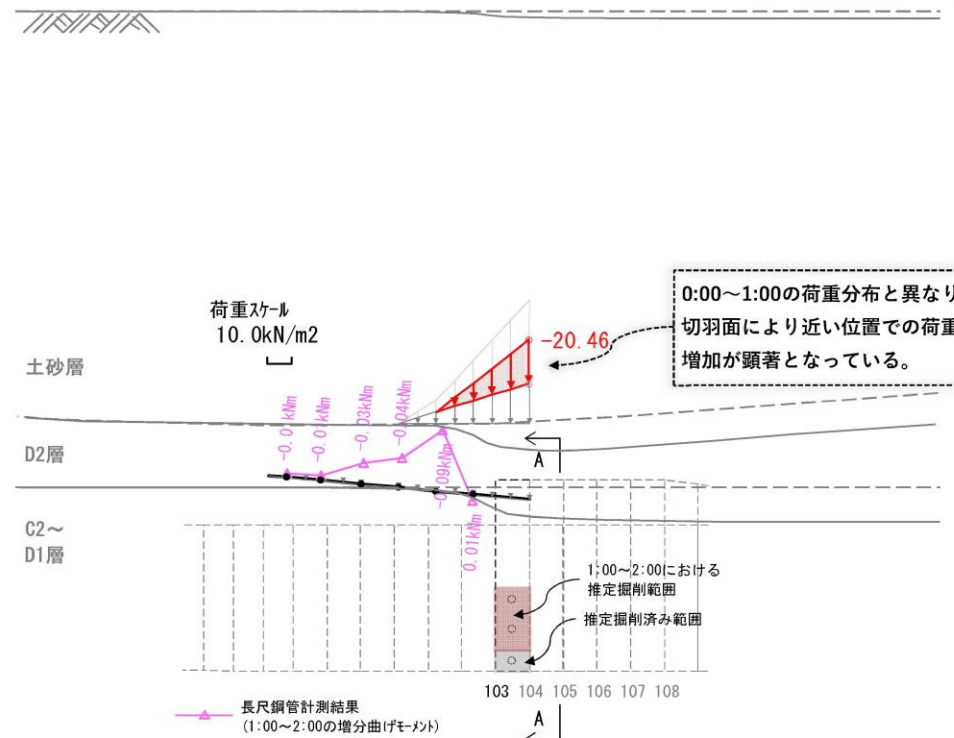 0:00～1:00の荷重分布と異なり
切羽面により近い位置での荷重
増加が顕著となっている。
荷重スケール
10.0kN/m2
-20.46
土砂層
-0.01kNm
-0.01kNm
-0.03kNm
-0.04kNm
-0.09kNm
0.01kNm
D2層
A
C2～
D1層
1:00～2:00における
推定掘削範囲
推定掘削済み範囲
103 104 105 106 107 108
長尺鋼管計測結果
(1:00～2:00の増分曲げモーメント)
A